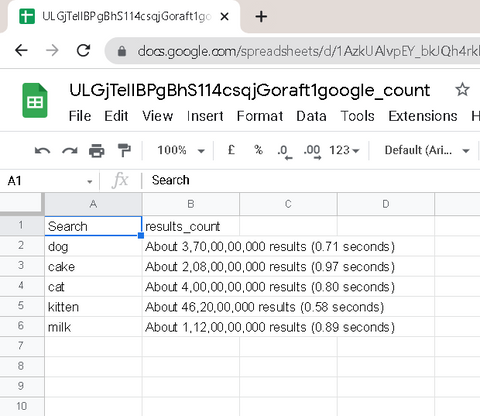 ULGjTeIIBPgBhS114csqjGoraft1go
docs.google.com/spreadsheets/d/1AzkUAlvpEY_bkJQh4rkl
ULGjTeIIBPgBhS114csqjGoraft1google_count
File Edit View Insert Format Data Tools Extensions H
100% £ % .0 .00 123 Default (Ari...
A1 fx Search
A B C D
1 Search results_count
2 dog About 3,70,00,00,000 results (0.71 seconds)
3 cake About 2,08,00,00,000 results (0.97 seconds)
4 cat About 4,00,00,00,000 results (0.80 seconds)
5 kitten About 46,20,00,000 results (0.58 seconds)
6 milk About 1,12,00,00,000 results (0.89 seconds)
7
8
9
10